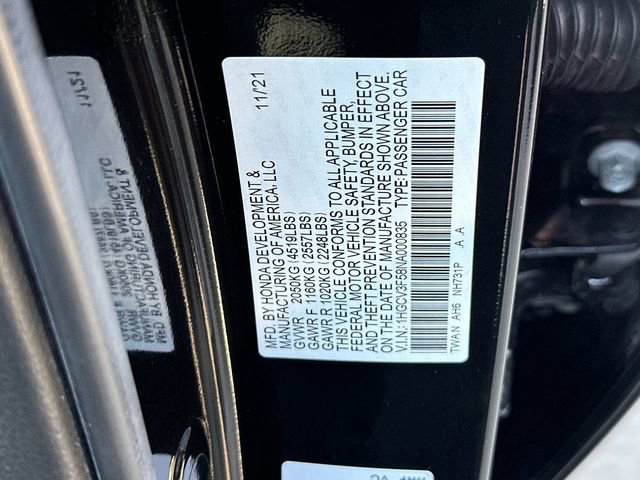 MFD. BY HONDA DEVELOPMENT & 11/21
MANUFACTURING OF AMERICA, LLC
GVWR 2050KG (4519LBS)
GAWR F 1160KG (2557LBS)
GAWR R 1020KG (2248LBS)
THIS VEHICLE CONFORMS TO ALL APPLICABLE
FEDERAL MOTOR VEHICLE SAFETY, BUMPER,
AND THEFT PREVENTION STANDARDS IN EFFECT
ON THE DATE OF MANUFACTURE SHOWN ABOVE.
V.I.N.: 1HGCV3F58NA000835 TYPE: PASSENGER CAR
TWAN AH6 NH731P A .A